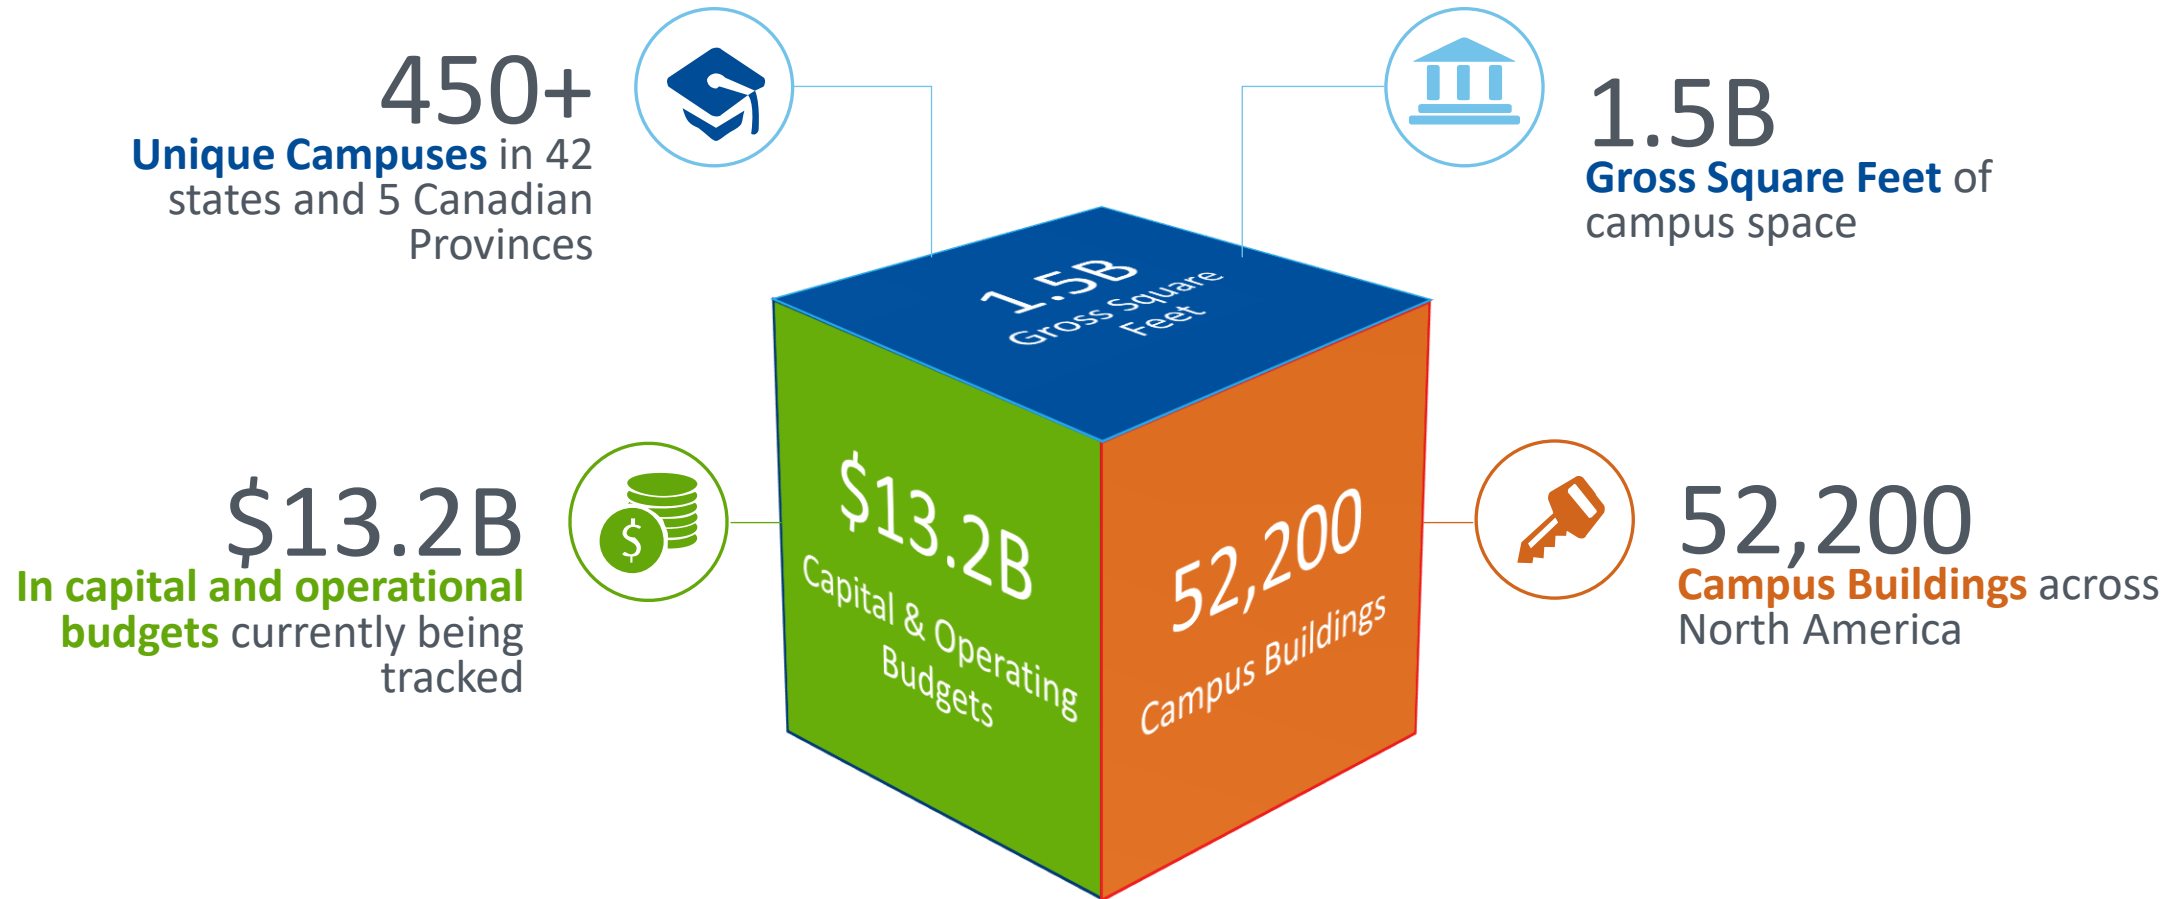 450+
Unique Campuses in 42
states and 5 Canadian
Provinces
1.5B
Gross Square Feet of
campus space
1.5B
Gross Square
Feet
$13.2B
In capital and operational
budgets currently being
tracked
$
$13.2B
Capital & Operating
Budgets
52,200
Campus Buildings
52,200
Campus Buildings across
North America